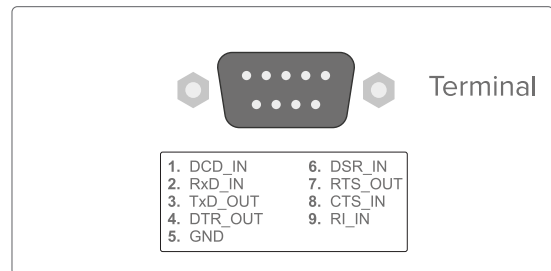 Terminal
1. DCD_IN
2. RxD_IN
3. TxD_OUT
4. DTR_OUT
5. GND
6. DSR_IN
7. RTS_OUT
8. CTS_IN
9. RI_IN